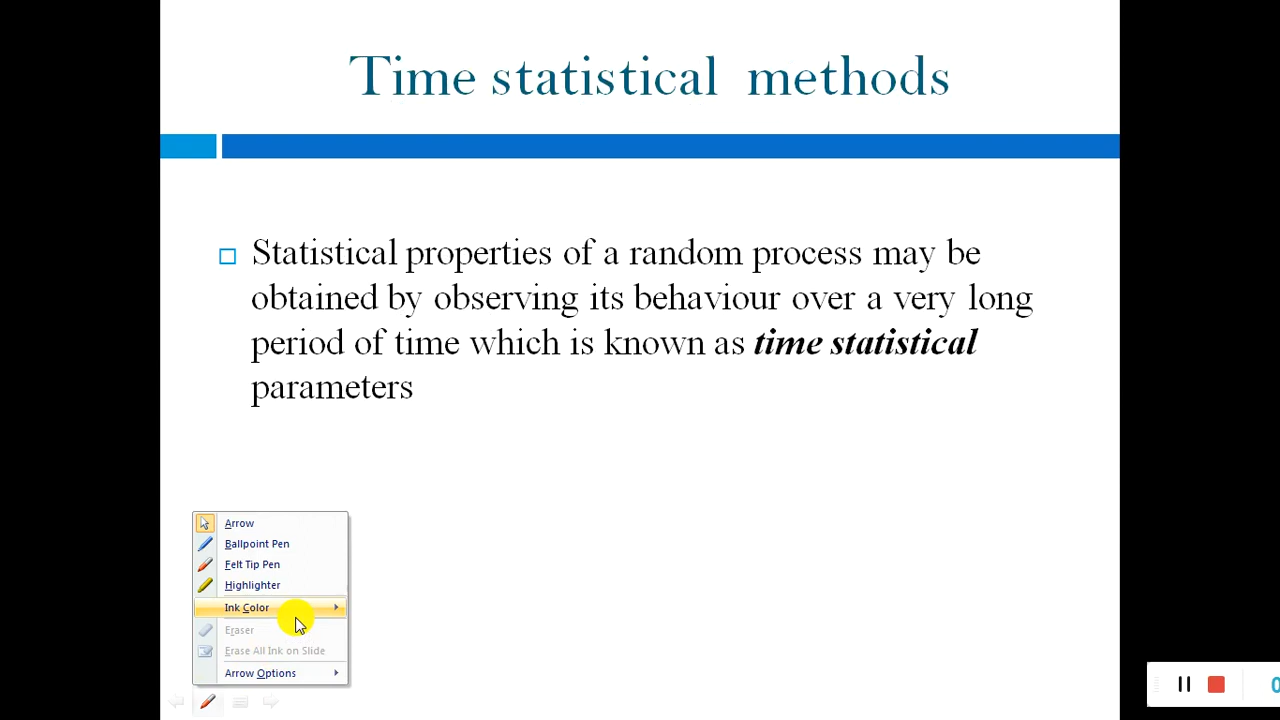 Time statistical methods
Statistical properties of a random process may be
obtained by observing its behaviour over a very long
period of time which is known as time statistical
parameters
Arrow
Ballpoint Pen
Felt Tip Pen
Highlighter
Ink Color
Eraser
Erase All Ink on Slide
Arrow Options
0